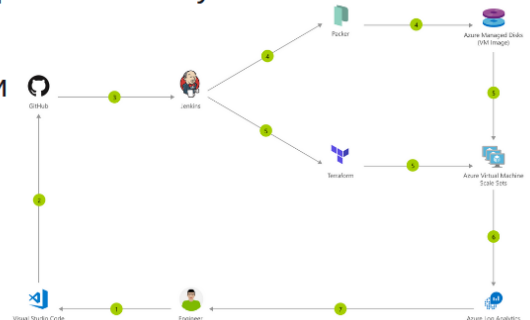 GitHub
3
Jenkins
4
Packer
4
Azure Managed Disks
(VM Image)
5
5
Terraform
5
Azure Virtual Machine
Scale Sets
2
6
Visual Studio Code
1
Engineer
7
Azure Log Analytics